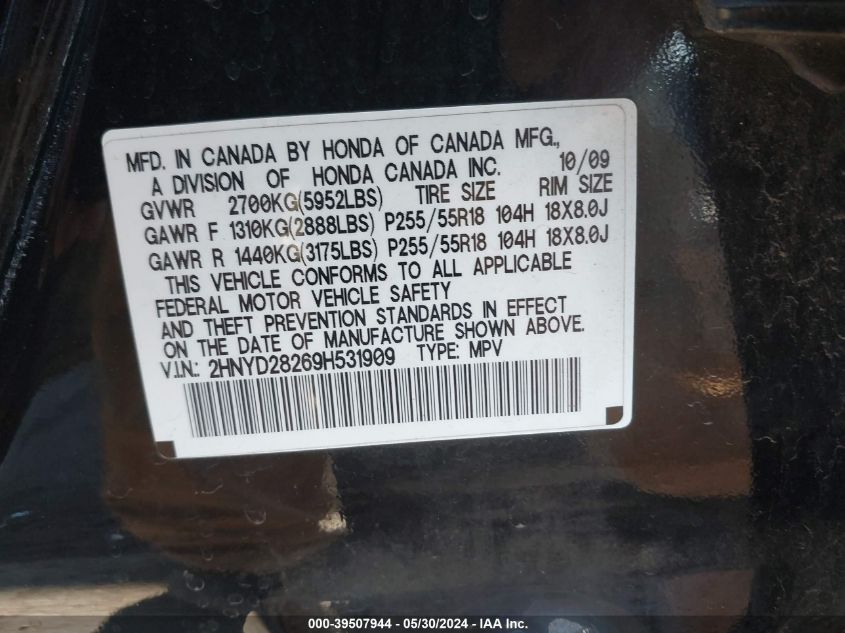 MFD. IN CANADA BY HONDA OF CANADA MFG.,
A DIVISION OF HONDA CANADA INC. 10/09
GVWR 2700KG(5952LBS) TIRE SIZE RIM SIZE
GAWR F 1310KG(2888LBS) P255/55R18 104H 18X8.0J
GAWR R 1440KG(3175LBS) P255/55R18 104H 18X8.0J
THIS VEHICLE CONFORMS TO ALL APPLICABLE
FEDERAL MOTOR VEHICLE SAFETY
AND THEFT PREVENTION STANDARDS IN EFFECT
ON THE DATE OF MANUFACTURE SHOWN ABOVE.
V.I.N.: 2HNYD28269H531909 TYPE: MPV
000-39507944 - 05/30/2024 - IAA Inc.